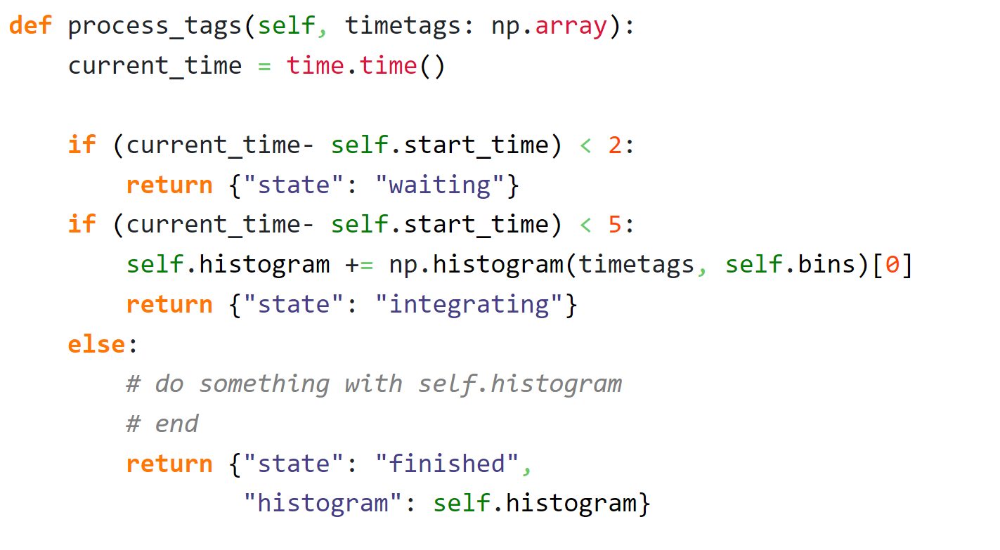 def process_tags(self, timetags: np.array):
    current_time = time.time()

    if (current_time- self.start_time) < 2:
        return {"state": "waiting"}
    if (current_time- self.start_time) < 5:
        self.histogram += np.histogram(timetags, self.bins)[0]
        return {"state": "integrating"}
    else:
        # do something with self.histogram
        # end
        return {"state": "finished",
                "histogram": self.histogram}